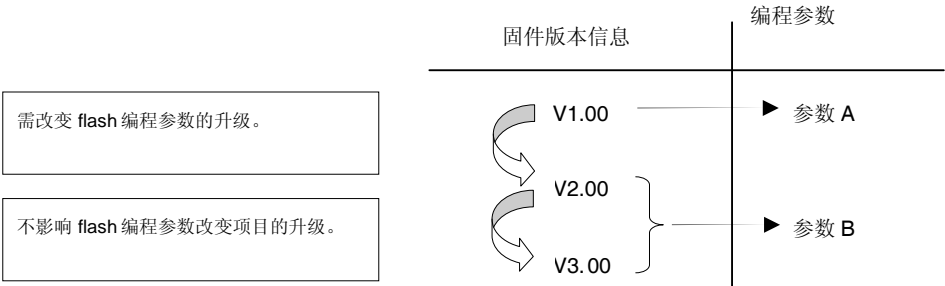 编程参数
固件版本信息
需改变 flash 编程参数的升级。
V1.00
参数 A
V2.00
不影响 flash 编程参数改变项目的升级。
参数 B
V3.00